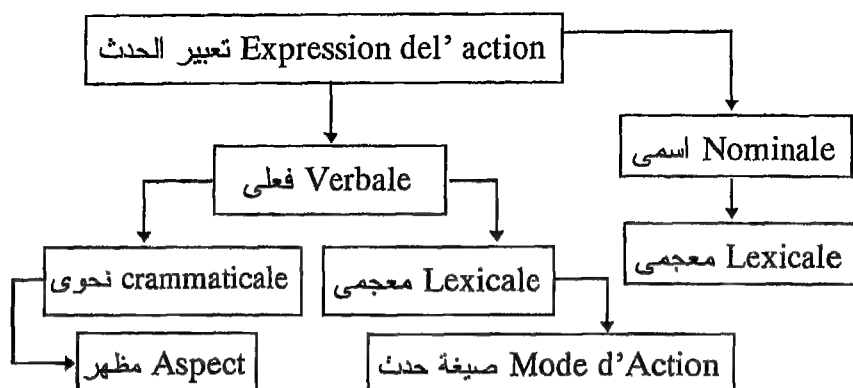 تعبير الحدث Expression del' action
اسمى Nominale
فعلى Verbale
معجمى Lexicale
نحوى crammaticale
معجمى Lexicale
مظهر Aspect
صيغة حدث Mode d'Action